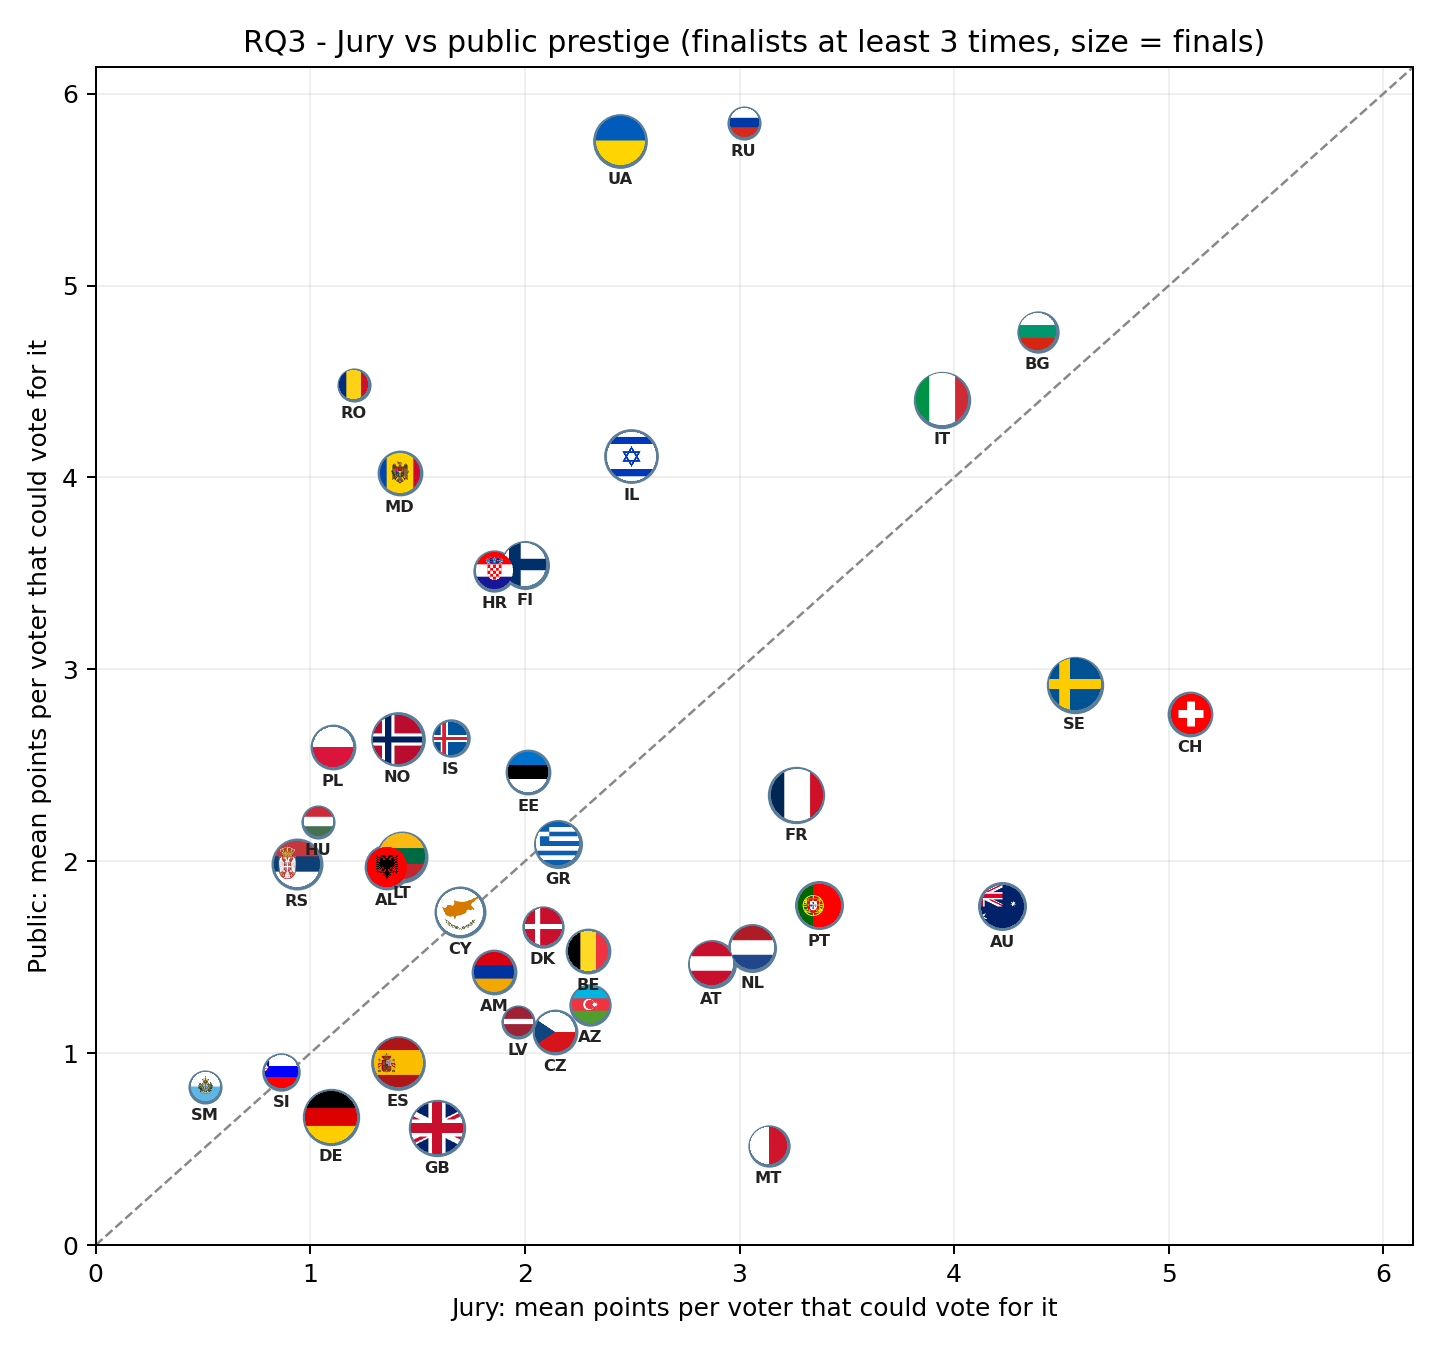 RQ3 - Jury vs public prestige (finalists at least 3 times, size = finals)
Public: mean points per voter that could vote for it
6
5
4
3
2
1
0
RU
UA
BG
RO
IT
IL
MD
HR
FI
SE
CH
PL
NO
IS
EE
FR
HU
RS
AL
LT
GR
CY
DK
BE
PT
AU
AM
AT
NL
LV
CZ
AZ
SM
SI
ES
DE
GB
MT
0
1
2
3
4
5
6
Jury: mean points per voter that could vote for it